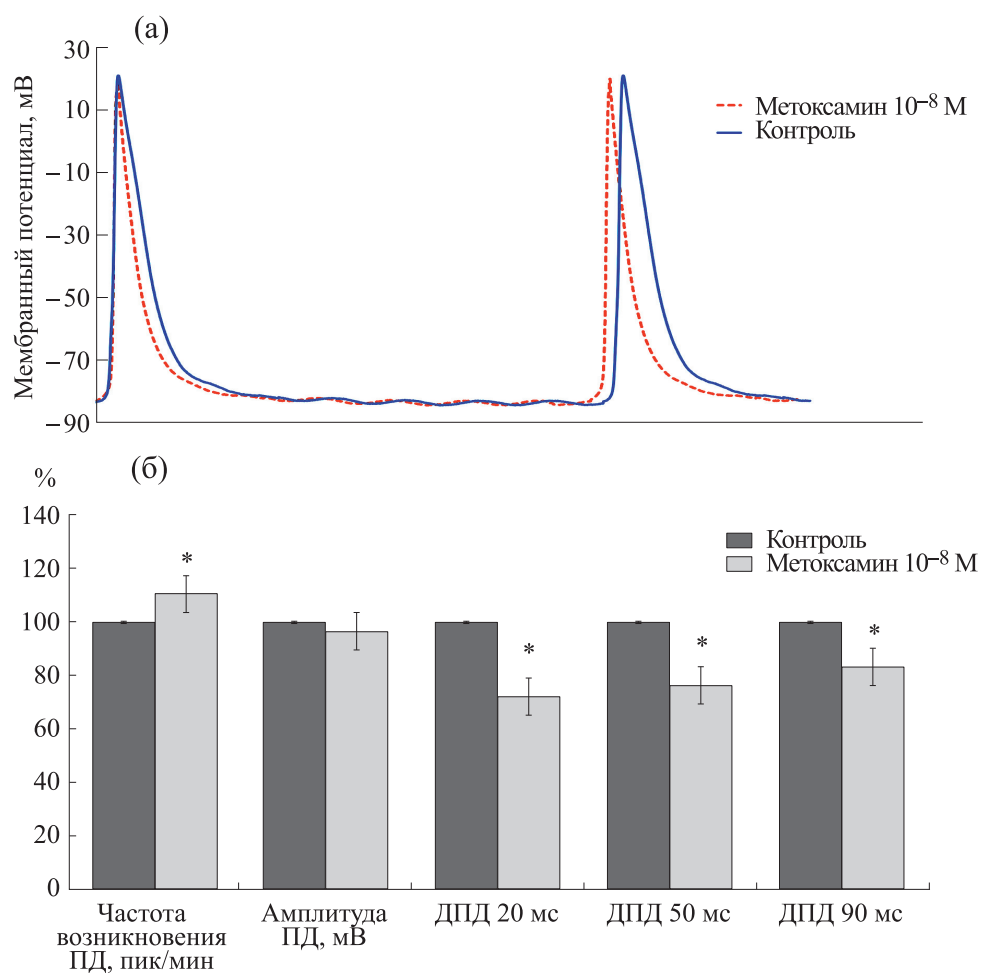 (а)
Мембранный потенциал, мВ
30
10
−10
−30
−50
−70
−90
Метоксамин 10⁻⁸ М
Контроль
(б)
%
140
120
100
80
60
40
20
0
Контроль
Метоксамин 10⁻⁸ М
*
*
*
*
Частота
возникновения
ПД, пик/мин
Амплитуда
ПД, мВ
ДПД 20 мс
ДПД 50 мс
ДПД 90 мс